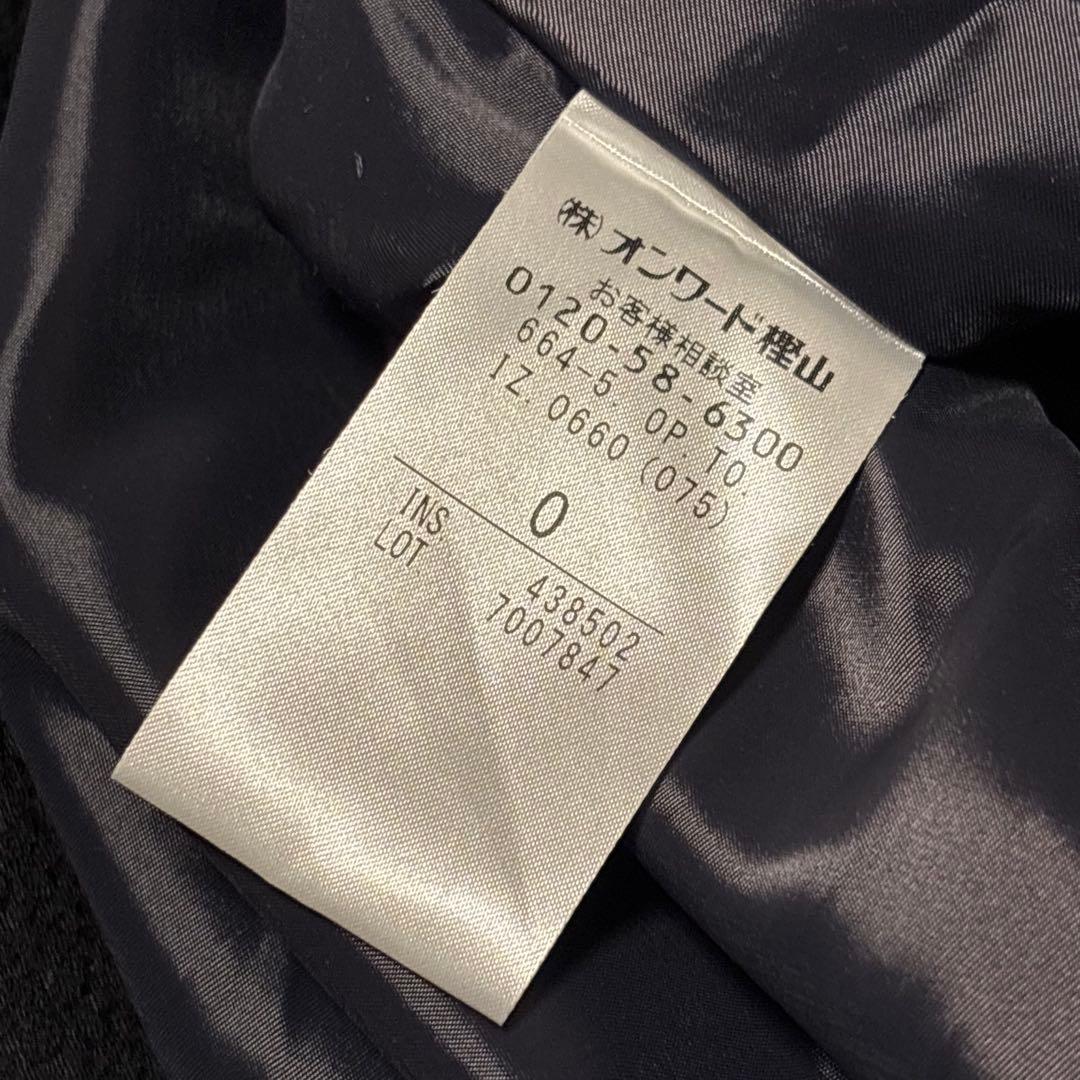 (株)オンワード樫山
お客様相談室
0120-58-6300
664-5. OP. TO.
IZ. 0660 (075)
0
INS 438502
LOT 7007847